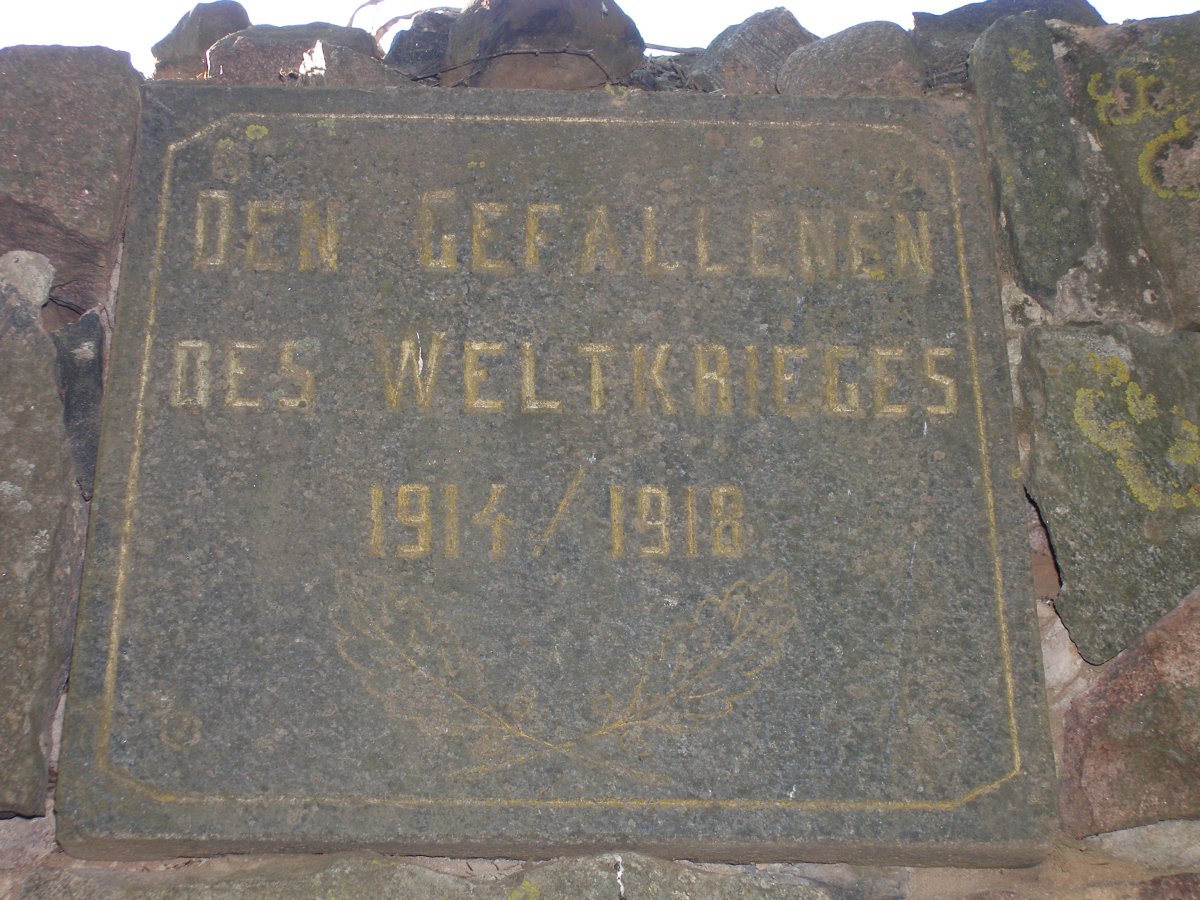 DEN GEFALLENEN
DES WELTKRIEGES
1914/1918